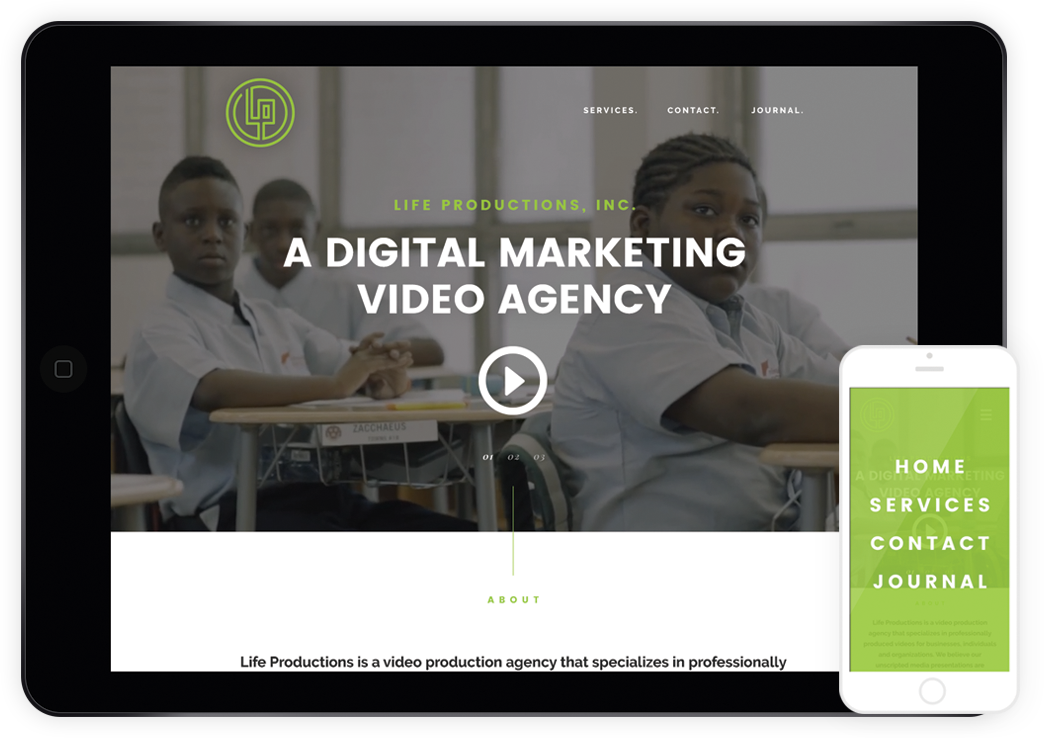 SERVICES. CONTACT. JOURNAL.
LIFE PRODUCTIONS, INC.
A DIGITAL MARKETING
VIDEO AGENCY
ZACCHAEUS
01 02 03
ABOUT
Life Productions is a video production agency that specializes in professionally
HOME
A DIGITAL MARKETING
SERVICES
VIDEO AGENCY
CONTACT
JOURNAL
Life Productions is a video production
agency that specializes in professionally
produced videos for businesses, individuals
and organizations. We believe our